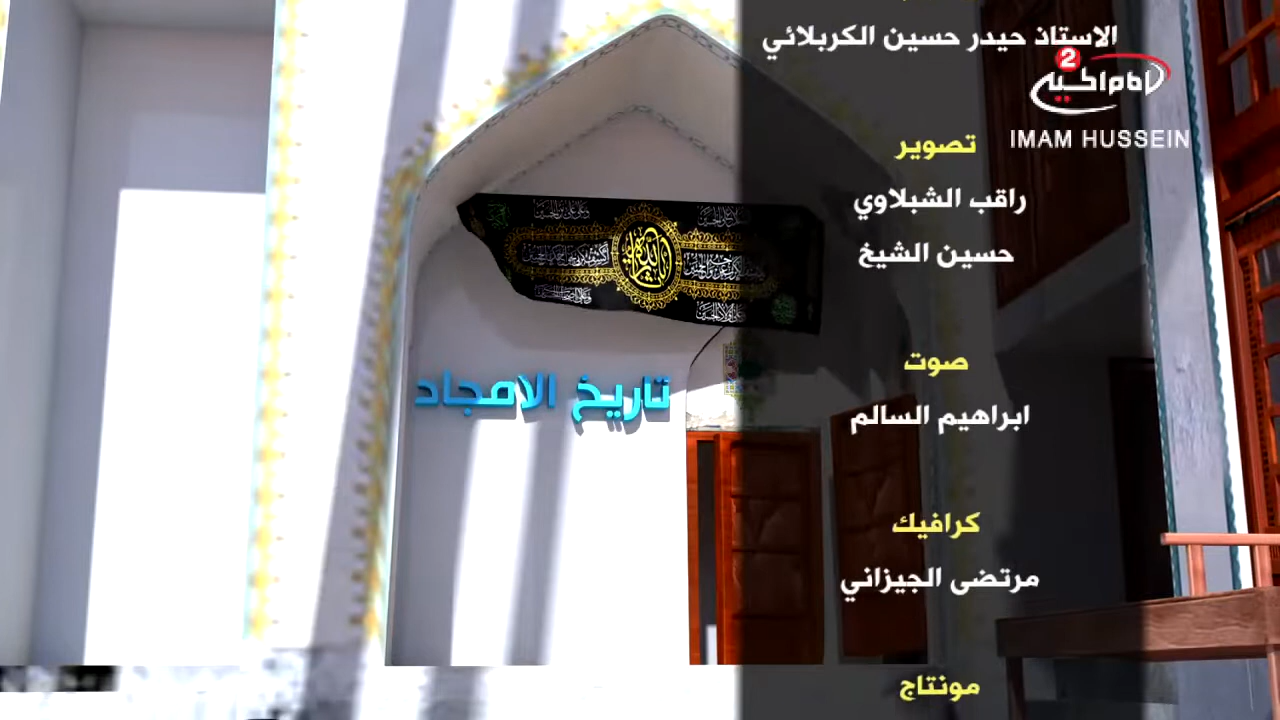 الاستاذ حيدر حسين الكربلائي
2
IMAM HUSSEIN
تصوير
راقب الشبلاوي
حسين الشيخ
تاريخ الامجاد
صوت
ابراهيم السالم
كرافيك
مرتضى الجيزاني
مونتاج